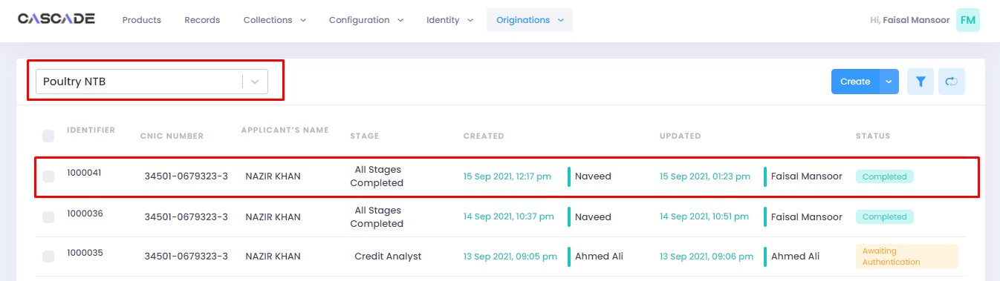 CASCADE Products Records Collections Configuration Identity Originations Hi, Faisal Mansoor FM
Poultry NTB Create
IDENTIFIER CNIC NUMBER APPLICANT'S NAME STAGE CREATED UPDATED STATUS
1000041 34501-0679323-3 NAZIR KHAN All Stages Completed 15 Sep 2021, 12:17 pm Naveed 15 Sep 2021, 01:23 pm Faisal Mansoor Completed
1000036 34501-0679323-3 NAZIR KHAN All Stages Completed 14 Sep 2021, 10:37 pm Naveed 14 Sep 2021, 10:51 pm Faisal Mansoor Completed
1000035 34501-0679323-3 NAZIR KHAN Credit Analyst 13 Sep 2021, 09:05 pm Ahmed Ali 13 Sep 2021, 09:06 pm Ahmed Ali Awaiting Authentication